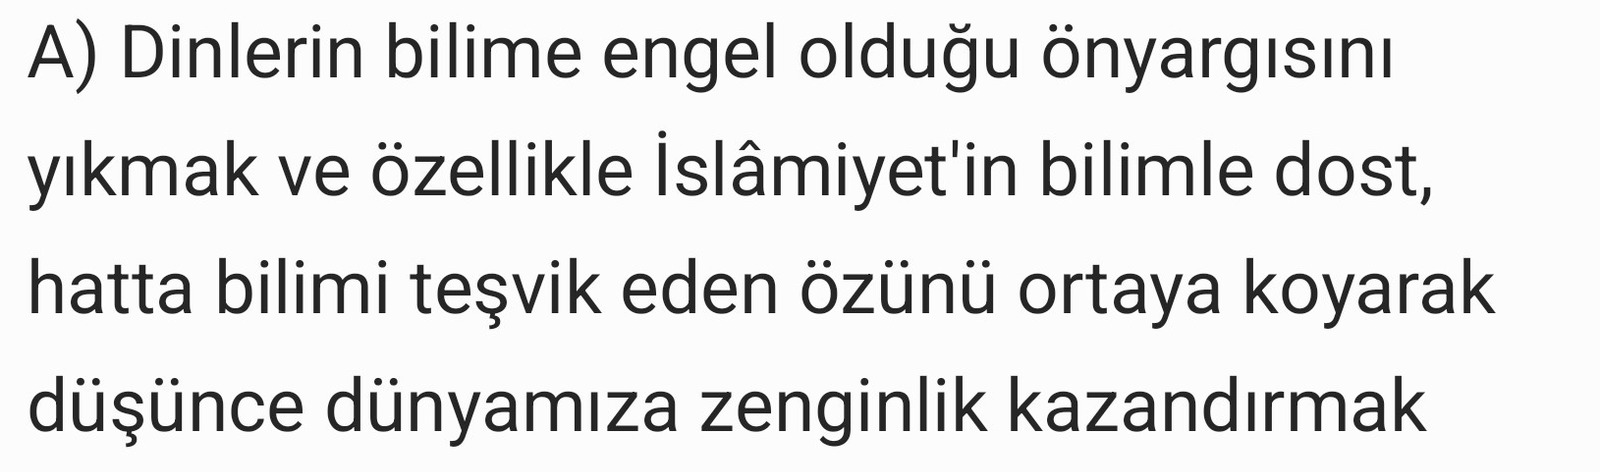 A) Dinlerin bilime engel olduğu önyargısını
yıkmak ve özellikle İslâmiyet'in bilimle dost,
hatta bilimi teşvik eden özünü ortaya koyarak
düşünce dünyamıza zenginlik kazandırmak